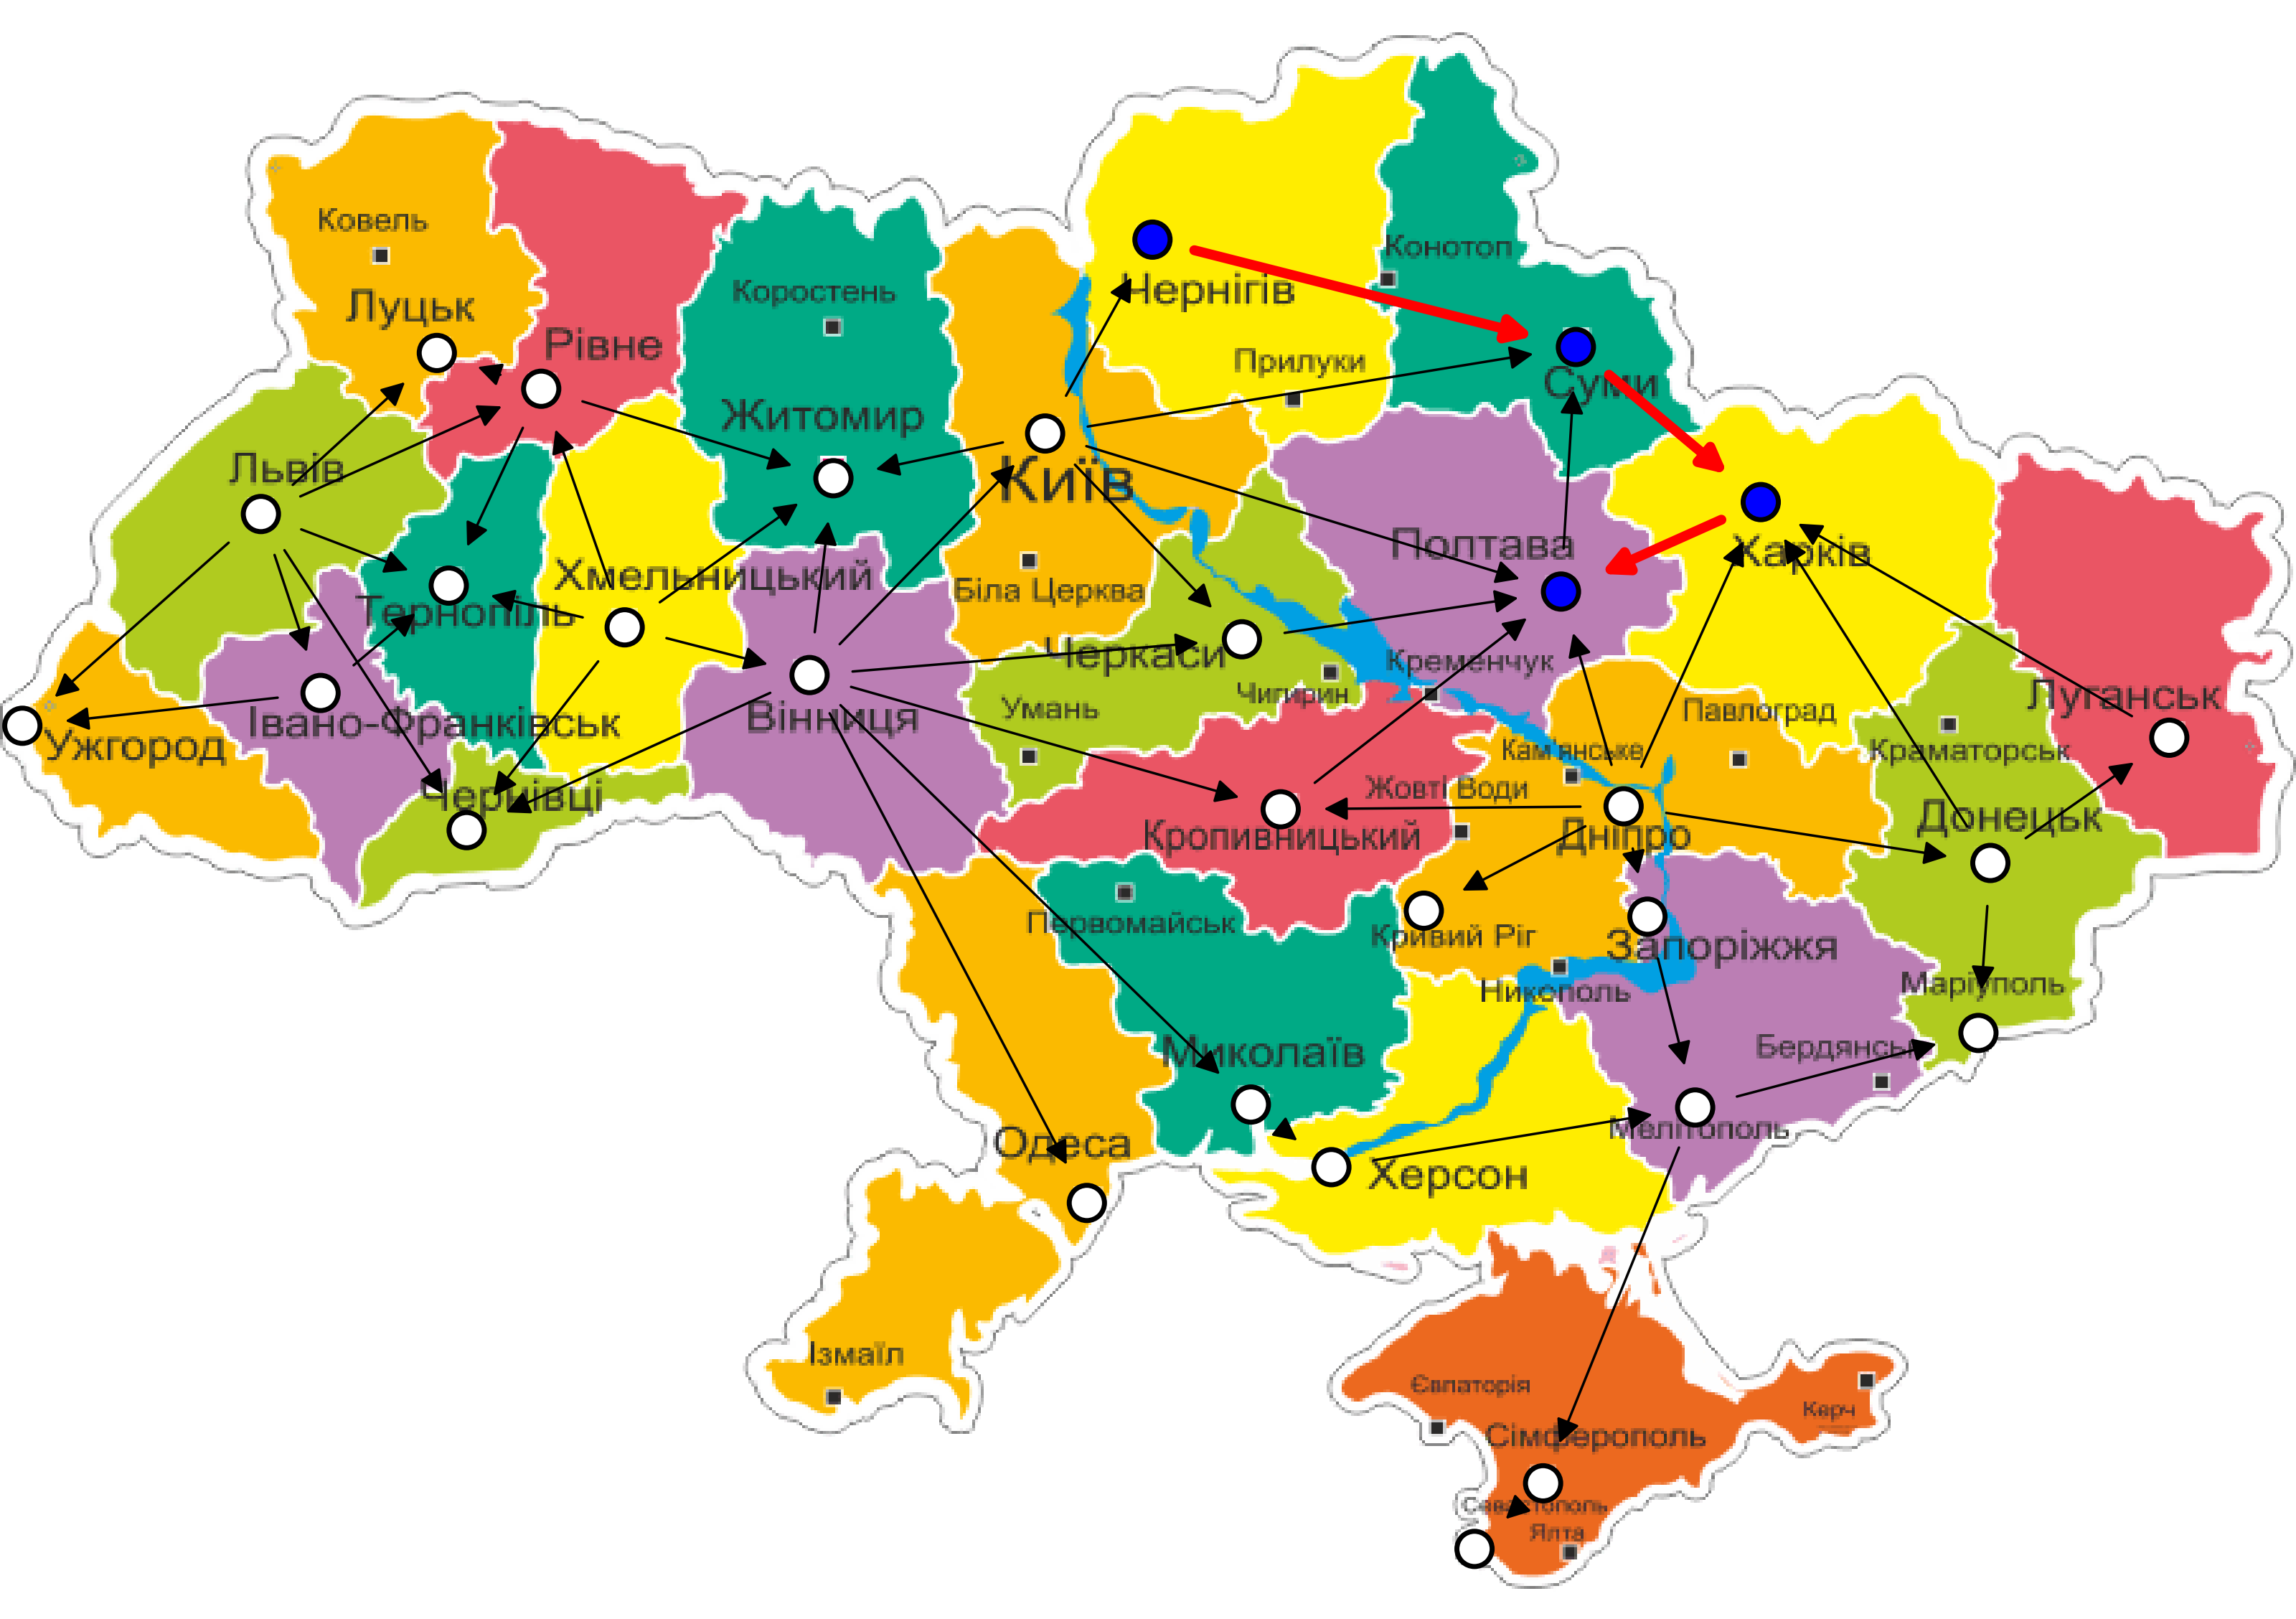 Ковель
Луцьк
Рівне
Коростень
Житомир
Чернігів
Конотоп
Прилуки
Суми
Львів
Київ
Тернопіль
Хмельницький
Біла Церква
Полтава
Харків
Черкаси
Кременчук
Чигирин
Умань
Ужгород
Івано-Франківськ
Чернівці
Вінниця
Павлоград
Кам'янське
Жовті Води
Кропивницький
Дніпро
Краматорськ
Луганськ
Донецьк
Первомайськ
Кривий Ріг
Запоріжжя
Никополь
Маріуполь
Бердянськ
Миколаїв
Одеса
Херсон
Мелітополь
Ізмаїл
Євпаторія
Керч
Сімферополь
Севастополь
Ялта